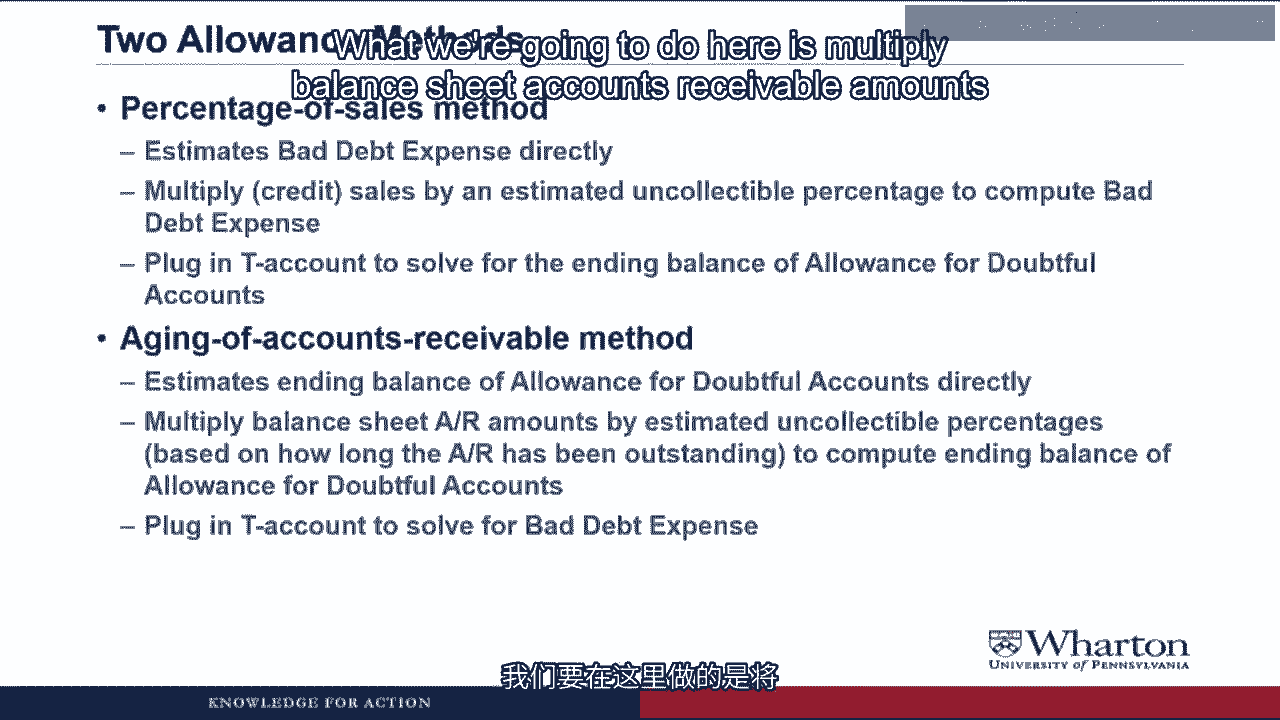 Two Allowance Methods
What we're going to do here is multiply
balance sheet accounts receivable amounts
• Percentage-of-sales method
– Estimates Bad Debt Expense directly
– Multiply (credit) sales by an estimated uncollectible percentage to compute Bad
Debt Expense
– Plug in T-account to solve for the ending balance of Allowance for Doubtful
Accounts
• Aging-of-accounts-receivable method
– Estimates ending balance of Allowance for Doubtful Accounts directly
– Multiply balance sheet A/R amounts by estimated uncollectible percentages
(based on how long the A/R has been outstanding) to compute ending balance of
Allowance for Doubtful Accounts
– Plug in T-account to solve for Bad Debt Expense
Wharton
UNIVERSITY of PENNSYLVANIA
我们要在这里做的是将
KNOWLEDGE FOR ACTION